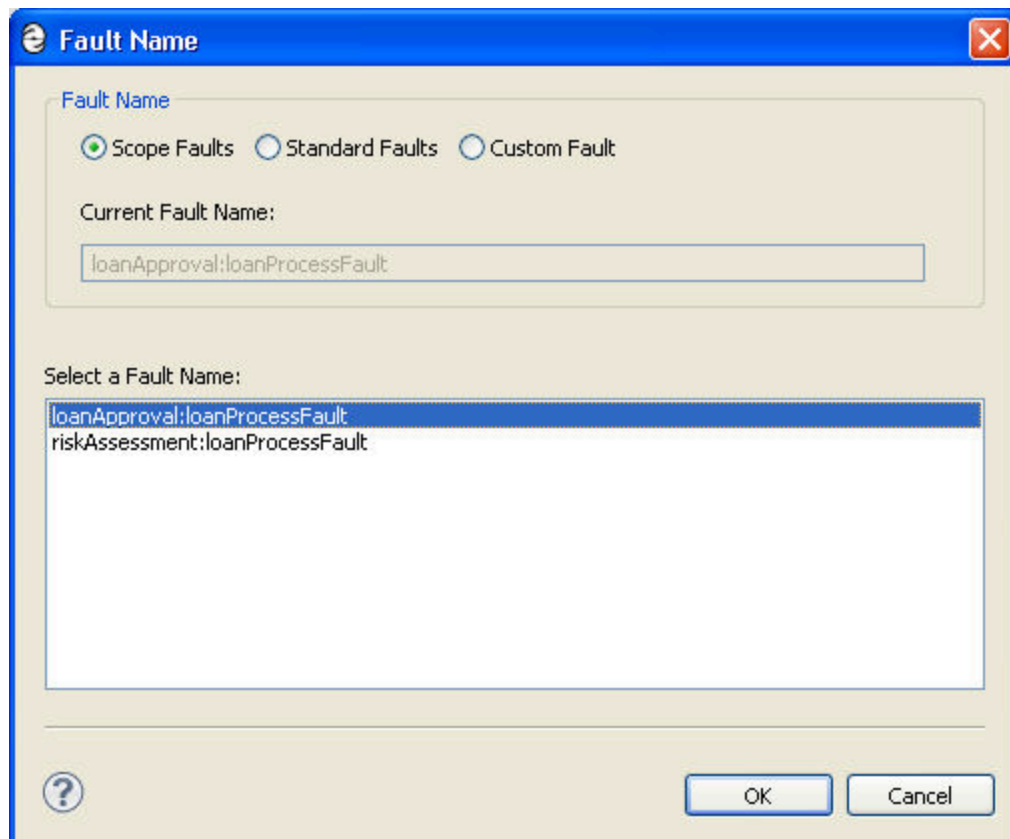 Fault Name
Fault Name
Scope Faults Standard Faults Custom Fault
Current Fault Name:
loanApproval:loanProcessFault
Select a Fault Name:
loanApproval:loanProcessFault
riskAssessment:loanProcessFault
?
OK Cancel